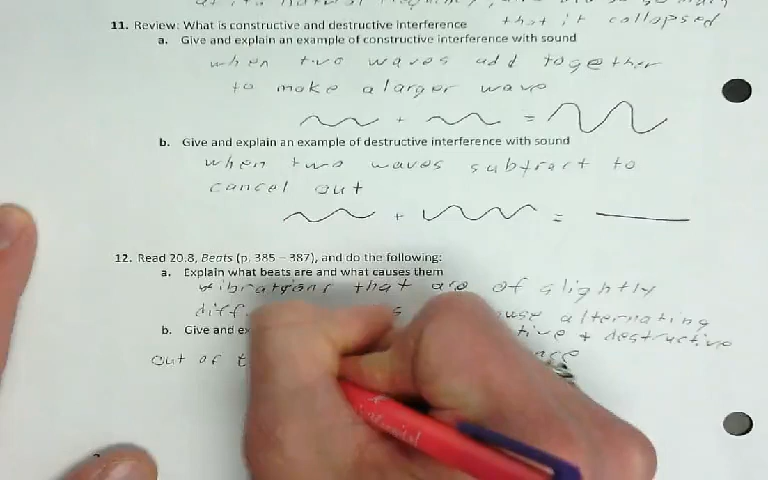 that it collapsed
11. Review: What is constructive and destructive interference
a. Give and explain an example of constructive interference with sound
when two waves add together
to make a larger wave
+ =
b. Give and explain an example of destructive interference with sound
when two waves subtract to
cancel out
+ =
12. Read 20.8, Beats (p. 385 – 387), and do the following:
a. Explain what beats are and what causes them
vibrations that are of slightly
alternating
+ destructive
b. Give and
out of